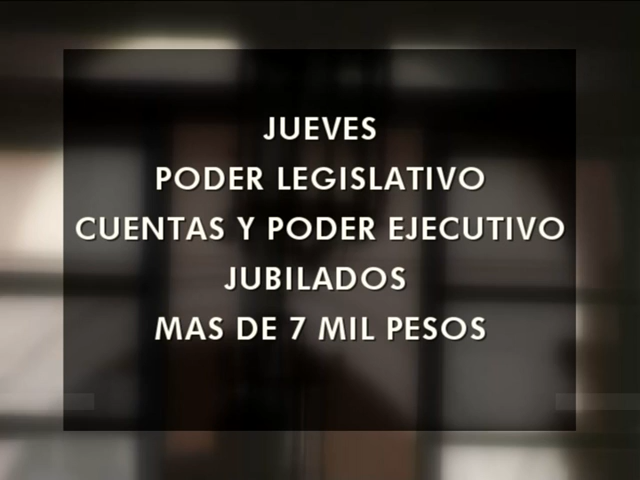 JUEVES
PODER LEGISLATIVO
CUENTAS Y PODER EJECUTIVO
JUBILADOS
MAS DE 7 MIL PESOS